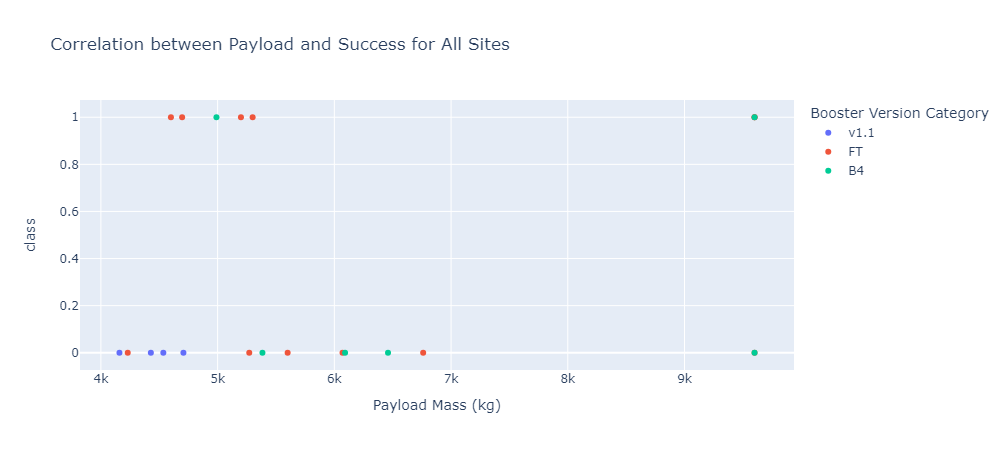 Correlation between Payload and Success for All Sites
Booster Version Category
v1.1
FT
B4
class
1
0.8
0.6
0.4
0.2
0
4k 5k 6k 7k 8k 9k
Payload Mass (kg)